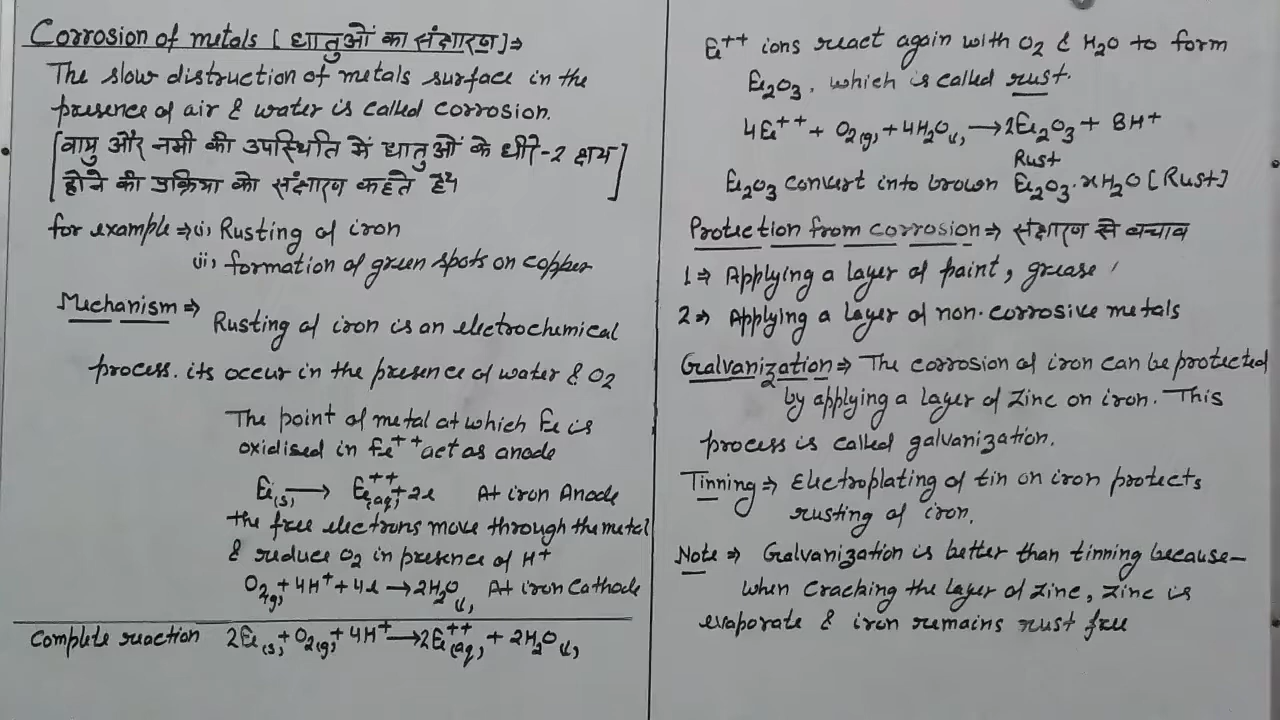 Corrosion of metals [ धातुओं का संक्षारण ]⇒
The slow distruction of metals surface in the
presence of air & water is called corrosion.
[वायु और नमी की उपस्थिति में धातुओं के धीरे-2 क्षय
होने की प्रक्रिया को संक्षारण कहते हैं]
for example ⇒ (i) Rusting of iron
(ii) formation of green spots on copper
Mechanism ⇒
Rusting of iron is an electrochemical
process. its occur in the presence of water & O2
The point of metal at which Fe is
oxidised in Fe++ act as anode
Fe(s) ⟶ Fe++(aq) + 2e At iron Anode
the free electrons move through the metal
& reduce O2 in presence of H+
O2(g) + 4H+ + 4e ⟶ 2H2O(l) At iron Cathode
Complete reaction 2Fe(s) + O2(g) + 4H+ ⟶ 2Fe++(aq) + 2H2O(l)
Fe++ ions react again with O2 & H2O to form
Fe2O3. which is called rust.
4Fe++ + O2(g) + 4H2O(l) ⟶ 2Fe2O3 + 8H+
Rust
Fe2O3 convert into brown Fe2O3.xH2O [Rust]
Protection from corrosion ⇒ संक्षारण से बचाव
1 ⇒ Applying a layer of paint, grease,
2 ⇒ Applying a layer of non-corrosive metals
Galvanization ⇒ The corrosion of iron can be protected
by applying a layer of Zinc on iron. This
process is called galvanization.
Tinning ⇒ Electroplating of tin on iron protects
rusting of iron.
Note ⇒ Galvanization is better than tinning because–
when cracking the layer of zinc, zinc is
evaporate & iron remains rust free